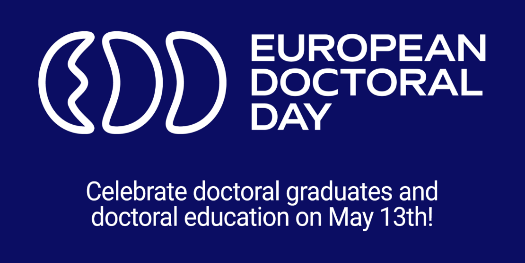 EUROPEAN
DOCTORAL
DAY
Celebrate doctoral graduates and
doctoral education on May 13th!